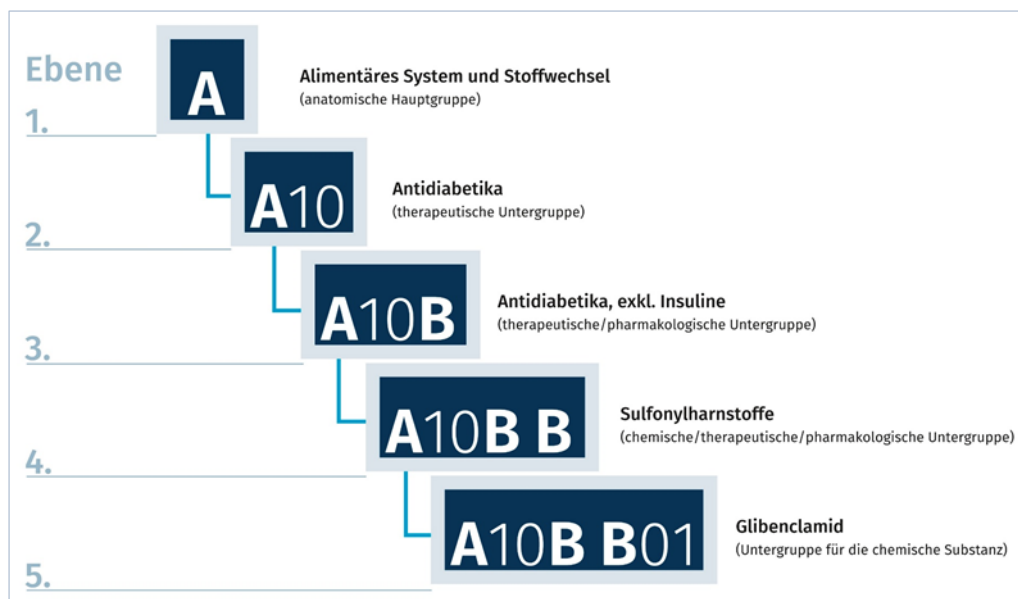 Ebene
1.
A
Alimentäres System und Stoffwechsel
(anatomische Hauptgruppe)
2.
A10
Antidiabetika
(therapeutische Untergruppe)
3.
A10B
Antidiabetika, exkl. Insuline
(therapeutische/pharmakologische Untergruppe)
4.
A10B B
Sulfonylharnstoffe
(chemische/therapeutische/pharmakologische Untergruppe)
5.
A10B B01
Glibenclamid
(Untergruppe für die chemische Substanz)